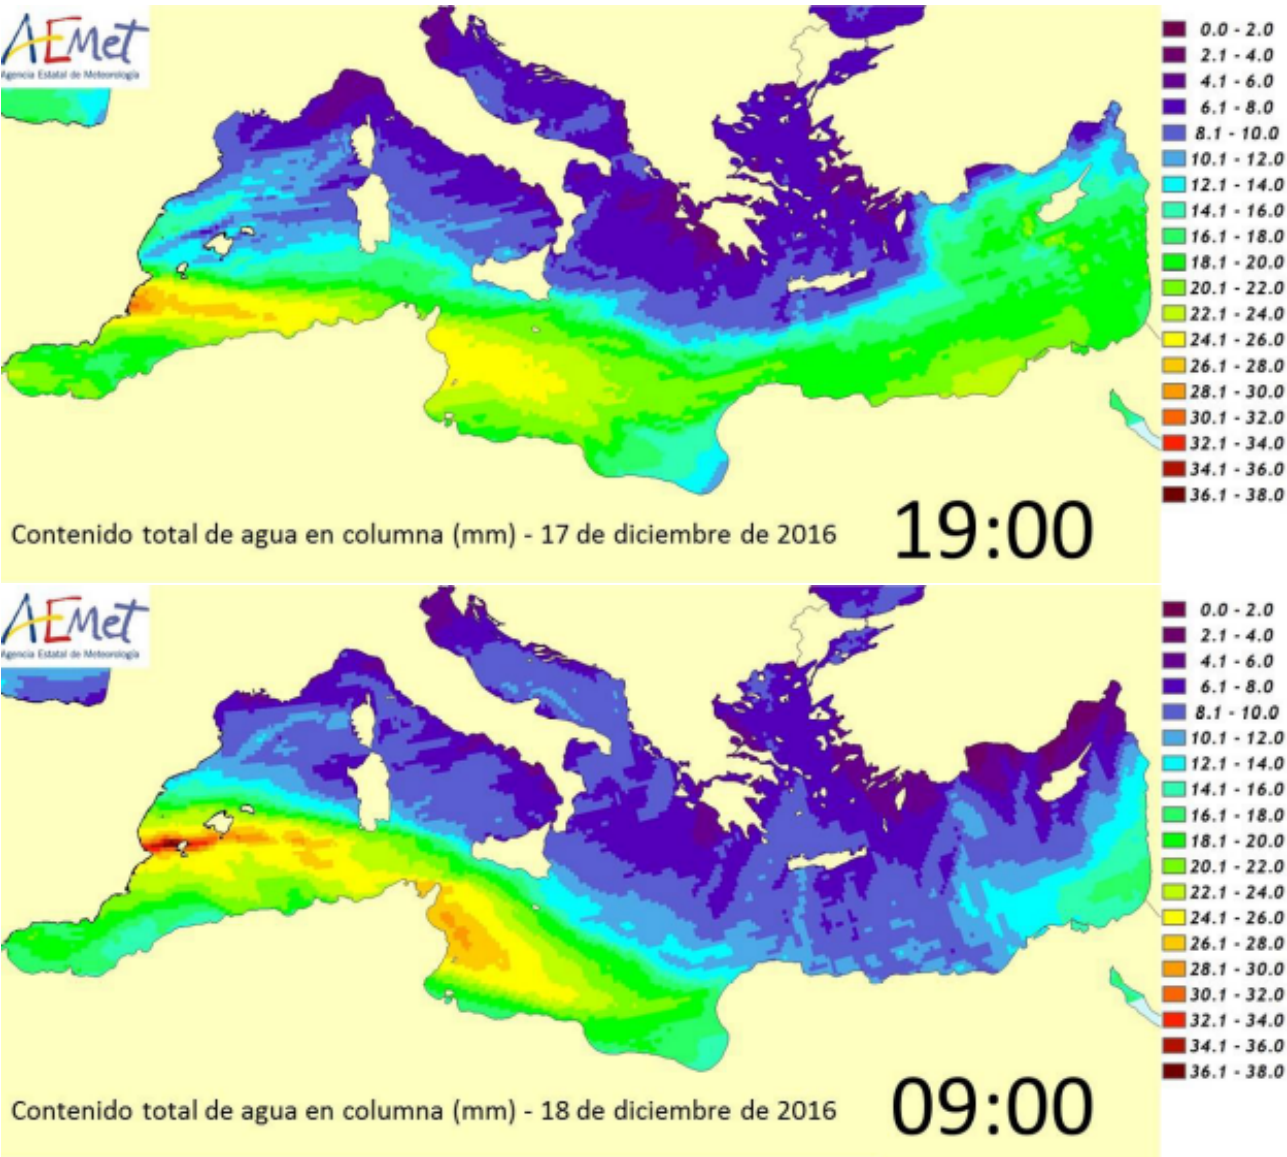 AEMet
Agencia Estatal de Meteorología
0.0 - 2.0
2.1 - 4.0
4.1 - 6.0
6.1 - 8.0
8.1 - 10.0
10.1 - 12.0
12.1 - 14.0
14.1 - 16.0
16.1 - 18.0
18.1 - 20.0
20.1 - 22.0
22.1 - 24.0
24.1 - 26.0
26.1 - 28.0
28.1 - 30.0
30.1 - 32.0
32.1 - 34.0
34.1 - 36.0
36.1 - 38.0
Contenido total de agua en columna (mm) - 17 de diciembre de 2016
19:00
AEMet
Agencia Estatal de Meteorología
0.0 - 2.0
2.1 - 4.0
4.1 - 6.0
6.1 - 8.0
8.1 - 10.0
10.1 - 12.0
12.1 - 14.0
14.1 - 16.0
16.1 - 18.0
18.1 - 20.0
20.1 - 22.0
22.1 - 24.0
24.1 - 26.0
26.1 - 28.0
28.1 - 30.0
30.1 - 32.0
32.1 - 34.0
34.1 - 36.0
36.1 - 38.0
Contenido total de agua en columna (mm) - 18 de diciembre de 2016
09:00